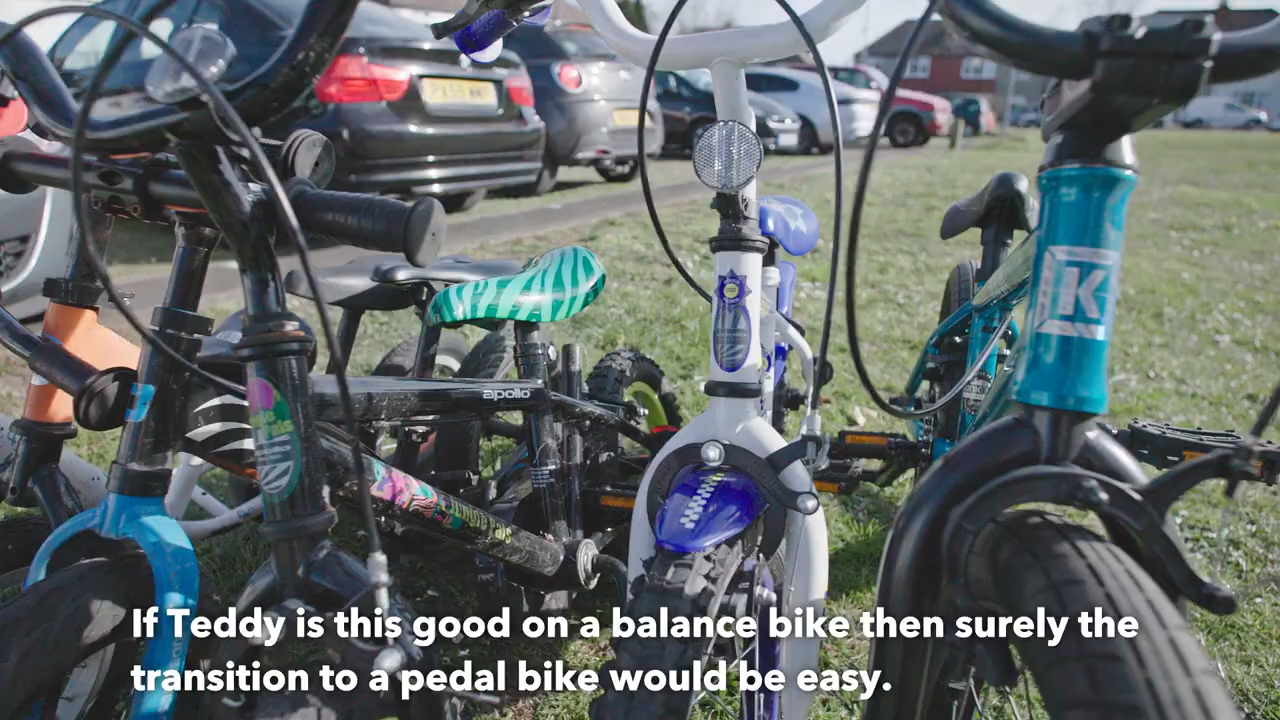 apollo
K
If Teddy is this good on a balance bike then surely the
transition to a pedal bike would be easy.